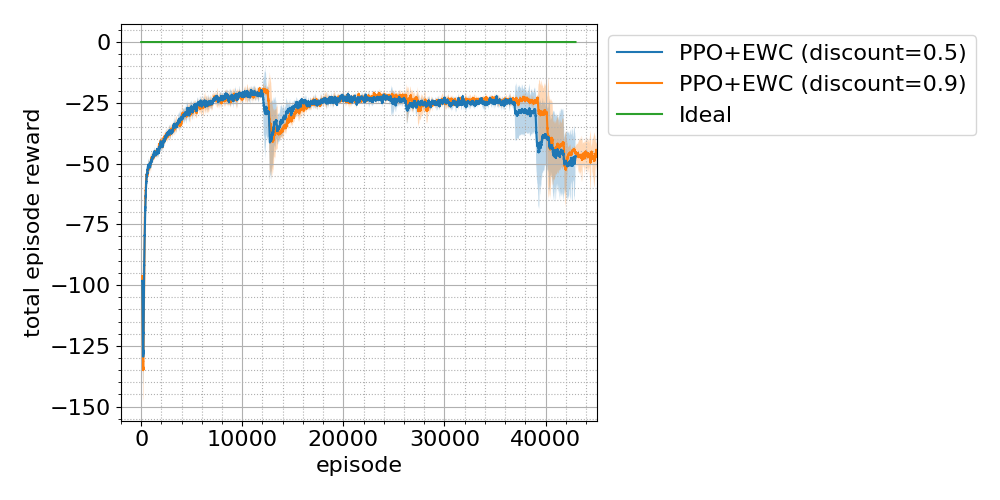 0
−25
−50
−75
−100
−125
−150
total episode reward
0
10000
20000
30000
40000
episode
PPO+EWC (discount=0.5)
PPO+EWC (discount=0.9)
Ideal